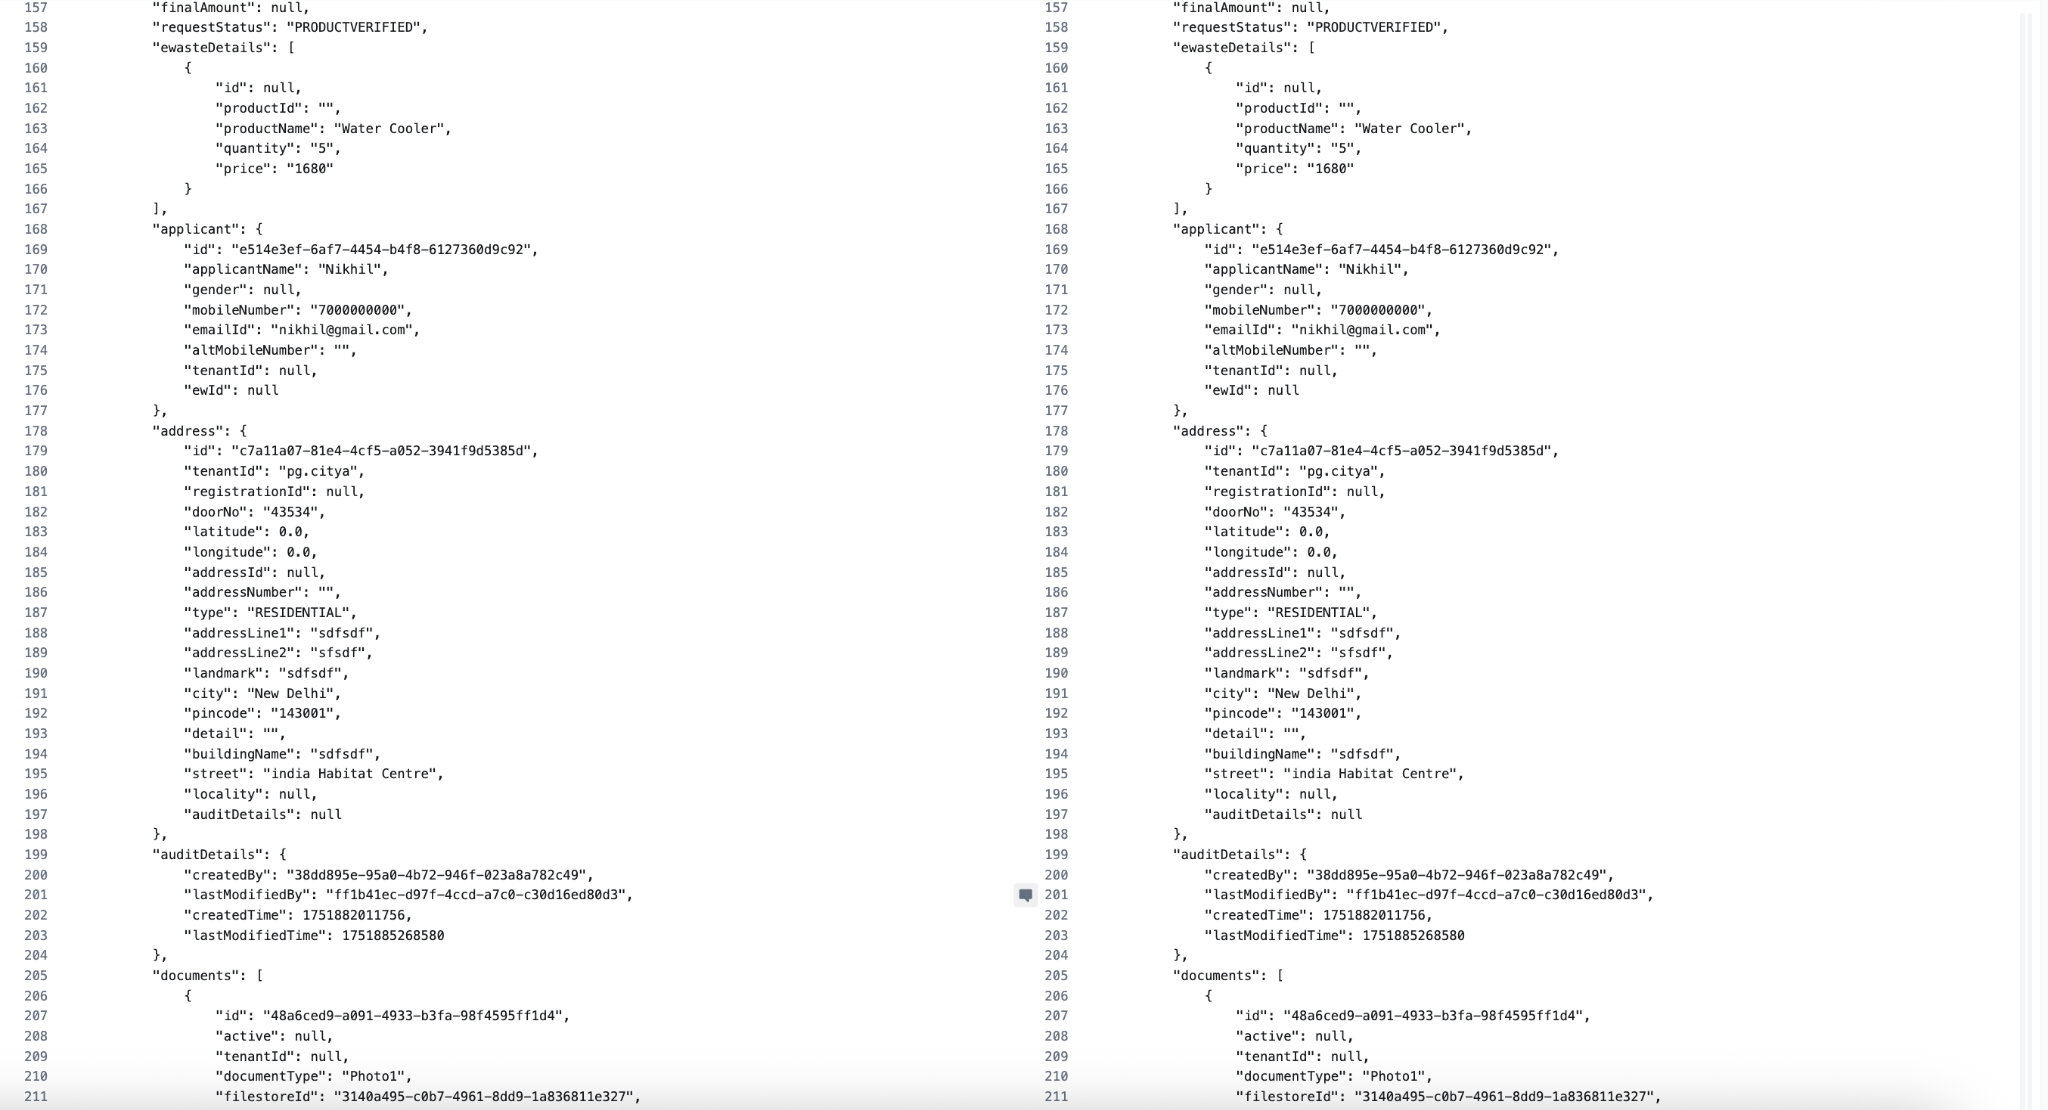 157 "finalAmount": null,
158 "requestStatus": "PRODUCTVERIFIED",
159 "ewasteDetails": [
160 {
161 "id": null,
162 "productId": "",
163 "productName": "Water Cooler",
164 "quantity": "5",
165 "price": "1680"
166 }
167 ],
168 "applicant": {
169 "id": "e514e3ef-6af7-4454-b4f8-6127360d9c92",
170 "applicantName": "Nikhil",
171 "gender": null,
172 "mobileNumber": "7000000000",
173 "emailId": "nikhil@gmail.com",
174 "altMobileNumber": "",
175 "tenantId": null,
176 "ewId": null
177 },
178 "address": {
179 "id": "c7a11a07-81e4-4cf5-a052-3941f9d5385d",
180 "tenantId": "pg.citya",
181 "registrationId": null,
182 "doorNo": "43534",
183 "latitude": 0.0,
184 "longitude": 0.0,
185 "addressId": null,
186 "addressNumber": "",
187 "type": "RESIDENTIAL",
188 "addressLine1": "sdfsdf",
189 "addressLine2": "sfsdf",
190 "landmark": "sdfsdf",
191 "city": "New Delhi",
192 "pincode": "143001",
193 "detail": "",
194 "buildingName": "sdfsdf",
195 "street": "india Habitat Centre",
196 "locality": null,
197 "auditDetails": null
198 },
199 "auditDetails": {
200 "createdBy": "38dd895e-95a0-4b72-946f-023a8a782c49",
201 "lastModifiedBy": "ff1b41ec-d97f-4ccd-a7c0-c30d16ed80d3",
202 "createdTime": 1751882011756,
203 "lastModifiedTime": 1751885268580
204 },
205 "documents": [
206 {
207 "id": "48a6ced9-a091-4933-b3fa-98f4595ff1d4",
208 "active": null,
209 "tenantId": null,
210 "documentType": "Photo1",
211 "filestoreId": "3140a495-c0b7-4961-8dd9-1a836811e327",
157 "finalAmount": null,
158 "requestStatus": "PRODUCTVERIFIED",
159 "ewasteDetails": [
160 {
161 "id": null,
162 "productId": "",
163 "productName": "Water Cooler",
164 "quantity": "5",
165 "price": "1680"
166 }
167 ],
168 "applicant": {
169 "id": "e514e3ef-6af7-4454-b4f8-6127360d9c92",
170 "applicantName": "Nikhil",
171 "gender": null,
172 "mobileNumber": "7000000000",
173 "emailId": "nikhil@gmail.com",
174 "altMobileNumber": "",
175 "tenantId": null,
176 "ewId": null
177 },
178 "address": {
179 "id": "c7a11a07-81e4-4cf5-a052-3941f9d5385d",
180 "tenantId": "pg.citya",
181 "registrationId": null,
182 "doorNo": "43534",
183 "latitude": 0.0,
184 "longitude": 0.0,
185 "addressId": null,
186 "addressNumber": "",
187 "type": "RESIDENTIAL",
188 "addressLine1": "sdfsdf",
189 "addressLine2": "sfsdf",
190 "landmark": "sdfsdf",
191 "city": "New Delhi",
192 "pincode": "143001",
193 "detail": "",
194 "buildingName": "sdfsdf",
195 "street": "india Habitat Centre",
196 "locality": null,
197 "auditDetails": null
198 },
199 "auditDetails": {
200 "createdBy": "38dd895e-95a0-4b72-946f-023a8a782c49",
201 "lastModifiedBy": "ff1b41ec-d97f-4ccd-a7c0-c30d16ed80d3",
202 "createdTime": 1751882011756,
203 "lastModifiedTime": 1751885268580
204 },
205 "documents": [
206 {
207 "id": "48a6ced9-a091-4933-b3fa-98f4595ff1d4",
208 "active": null,
209 "tenantId": null,
210 "documentType": "Photo1",
211 "filestoreId": "3140a495-c0b7-4961-8dd9-1a836811e327",